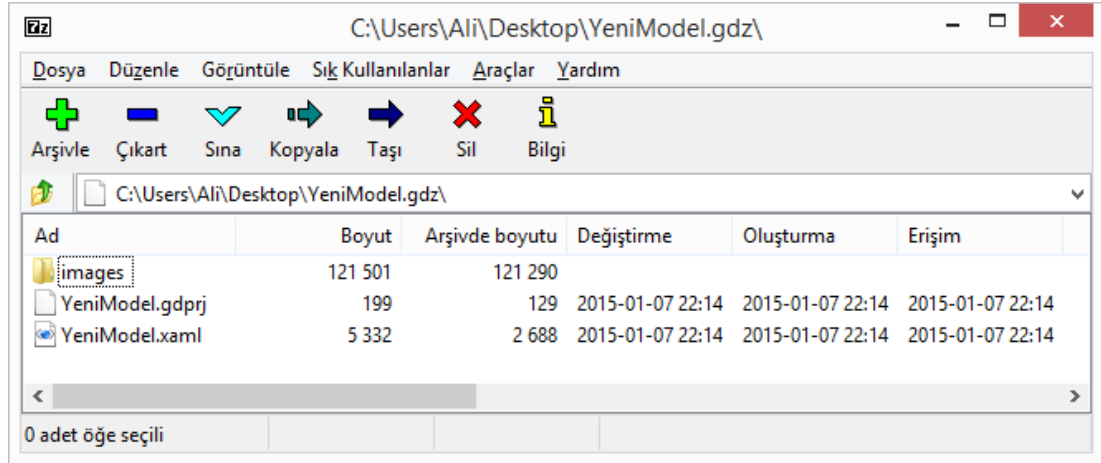 7z
C:\Users\Ali\Desktop\YeniModel.gdz\
Dosya Düzenle Görüntüle Sık Kullanılanlar Araçlar Yardım
Arşivle Çıkart Sına Kopyala Taşı Sil Bilgi
C:\Users\Ali\Desktop\YeniModel.gdz\
Ad Boyut Arşivde boyutu Değiştirme Oluşturma Erişim
images 121 501 121 290
YeniModel.gdprj 199 129 2015-01-07 22:14 2015-01-07 22:14 2015-01-07 22:14
YeniModel.xaml 5 332 2 688 2015-01-07 22:14 2015-01-07 22:14 2015-01-07 22:14
0 adet öğe seçili